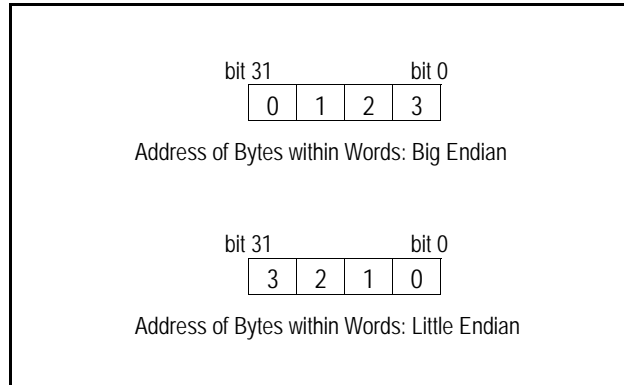 bit 31 bit 0
0 1 2 3
Address of Bytes within Words: Big Endian
bit 31 bit 0
3 2 1 0
Address of Bytes within Words: Little Endian